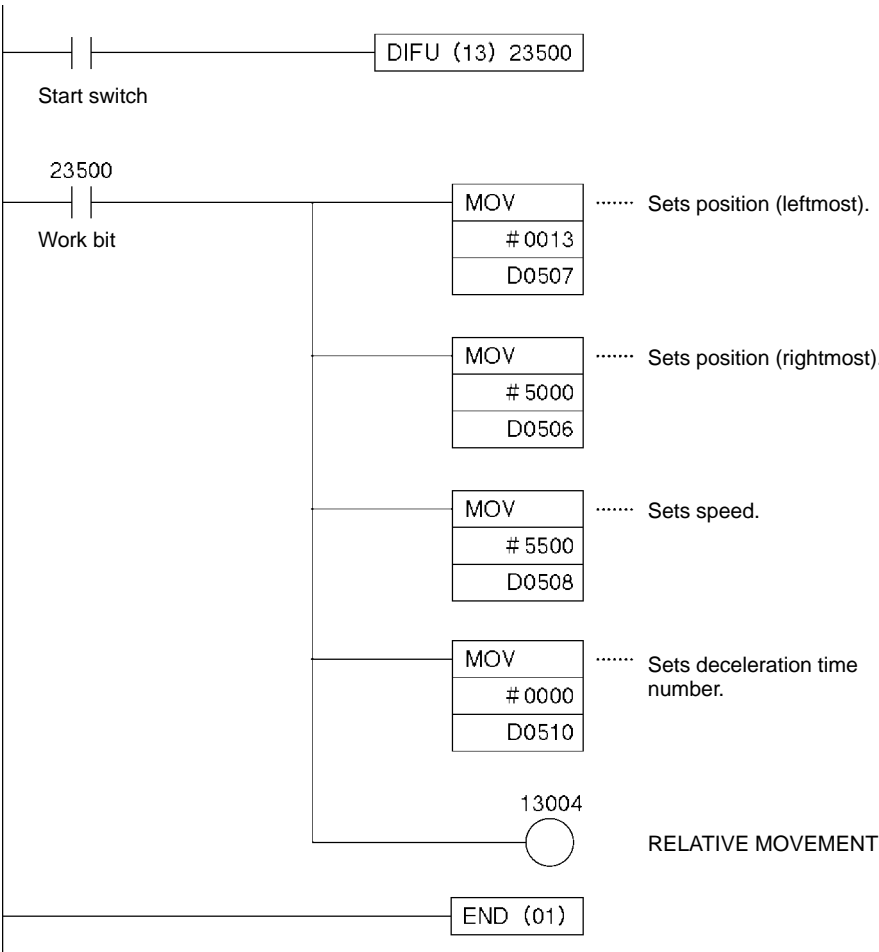 DIFU (13) 23500
Start switch
23500
Work bit
MOV
#0013
D0507
······· Sets position (leftmost).
MOV
#5000
D0506
······· Sets position (rightmost).
MOV
#5500
D0508
······· Sets speed.
MOV
#0000
D0510
······· Sets deceleration time
number.
13004
RELATIVE MOVEMENT
END (01)